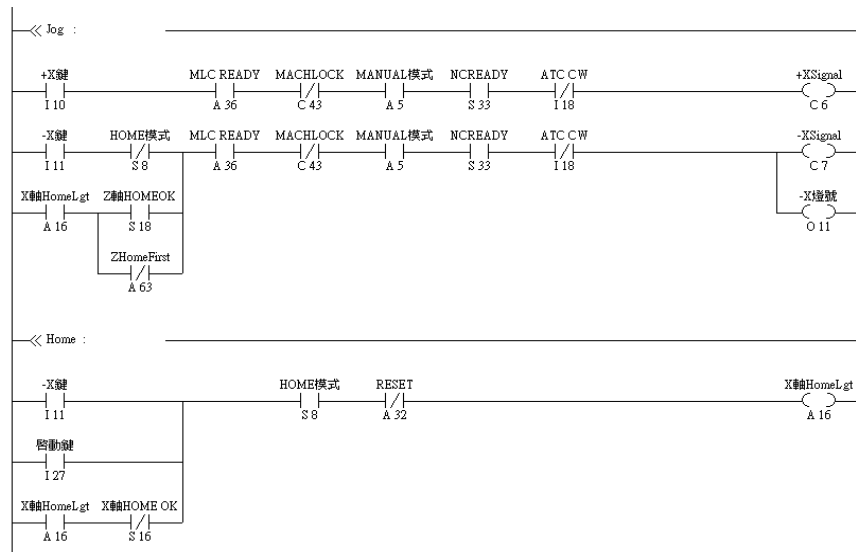 Jog :
+X鍵 MLC READY MACHLOCK MANUAL模式 NCREADY ATC CW +XSignal
I 10 A 36 C 43 A 5 S 33 I 18 C 6
-X鍵 HOME模式 MLC READY MACHLOCK MANUAL模式 NCREADY ATC CW -XSignal
I 11 S 8 A 36 C 43 A 5 S 33 I 18 C 7
X軸HomeLgt Z軸HOMEOK -X燈號
A 16 S 18 O 11
ZHomeFirst
A 63
Home :
-X鍵 HOME模式 RESET X軸HomeLgt
I 11 S 8 A 32 A 16
啓動鍵
I 27
X軸HomeLgt X軸HOME OK
A 16 S 16